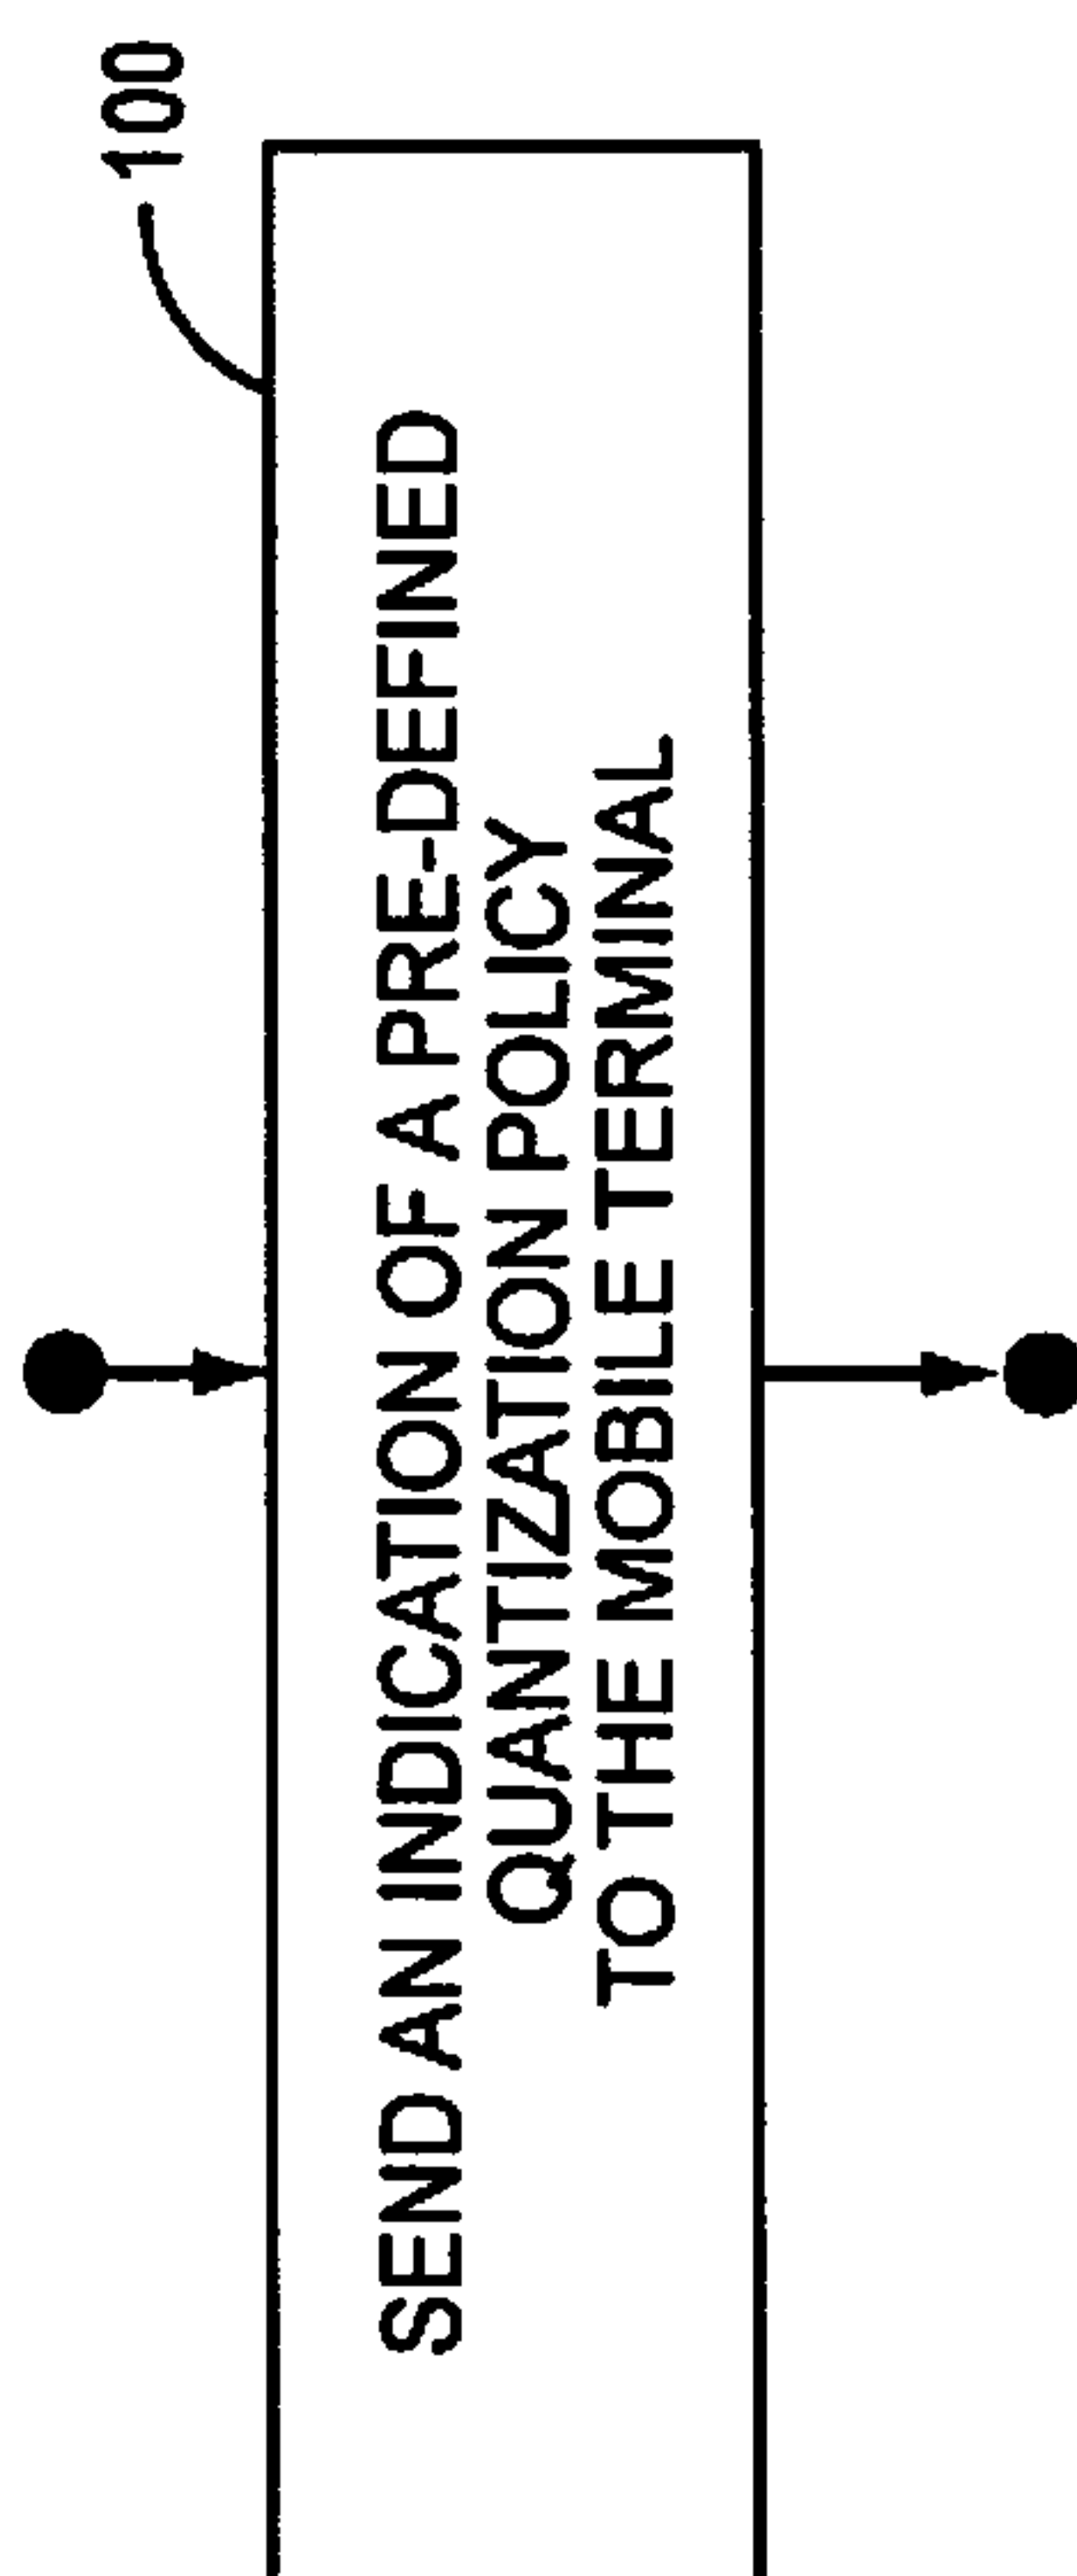 100
SEND AN INDICATION OF A PRE-DEFINED
QUANTIZATION POLICY
TO THE MOBILE TERMINAL